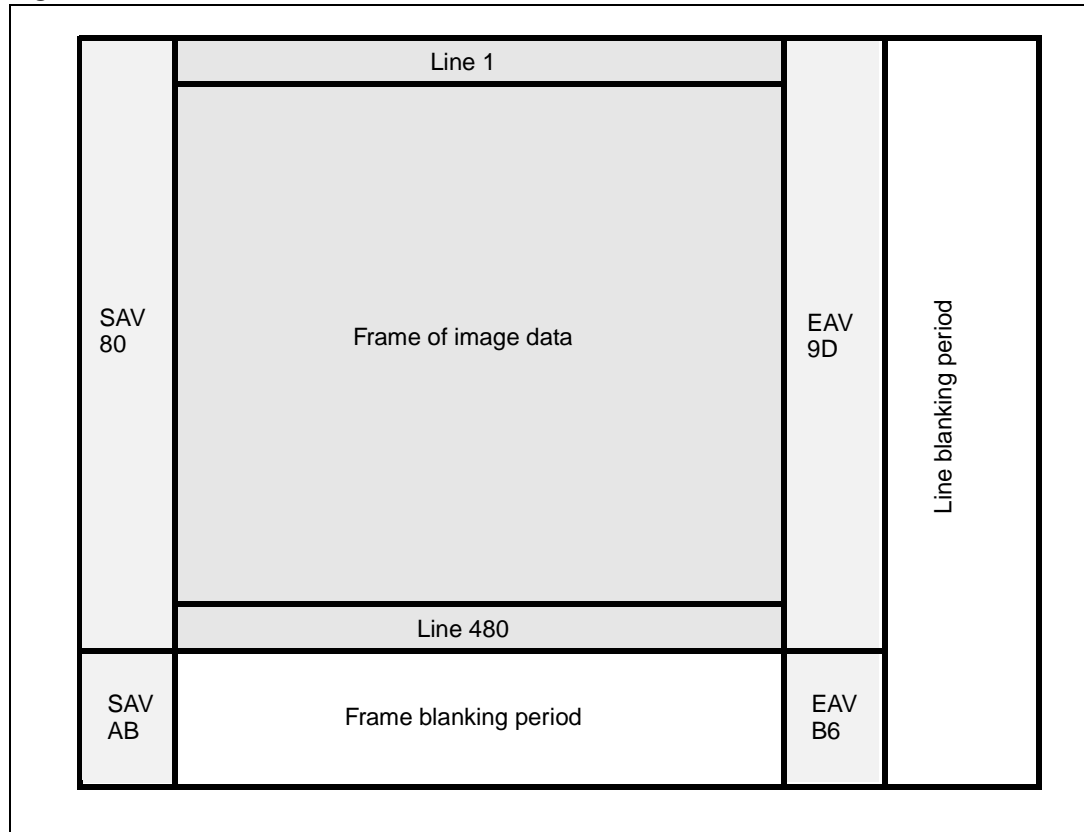 Line 1
SAV
80
Frame of image data
EAV
9D
Line blanking period
Line 480
SAV
AB
Frame blanking period
EAV
B6